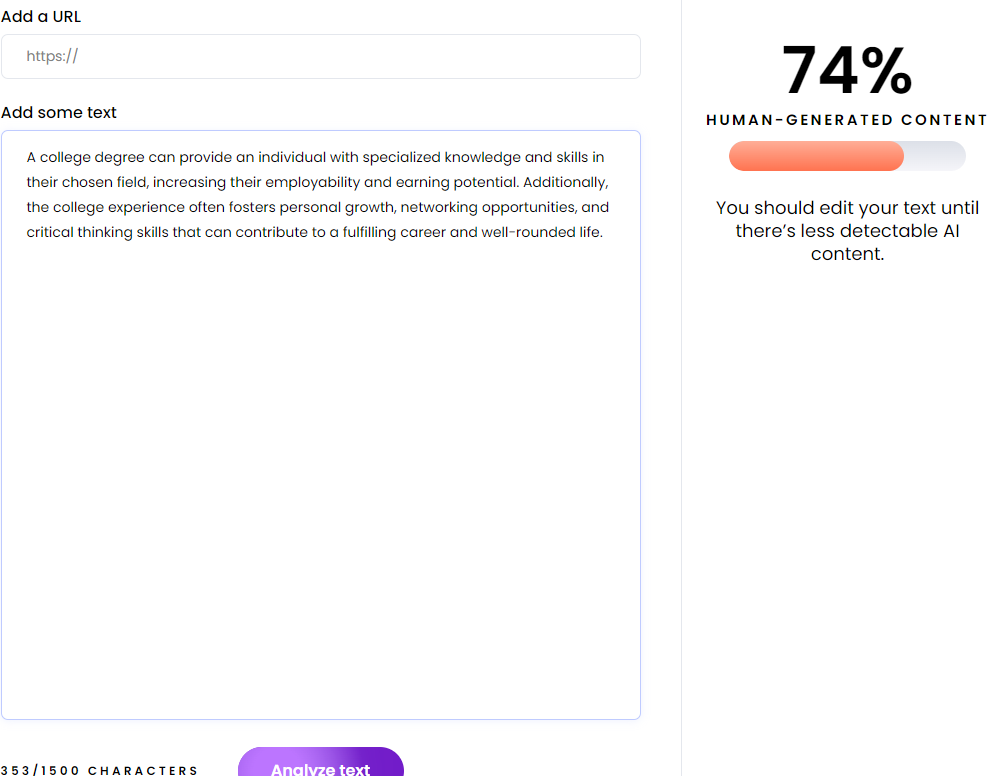 Add a URL
https://
Add some text
A college degree can provide an individual with specialized knowledge and skills in
their chosen field, increasing their employability and earning potential. Additionally,
the college experience often fosters personal growth, networking opportunities, and
critical thinking skills that can contribute to a fulfilling career and well-rounded life.
353/1500 CHARACTERS
Analyze text
74%
HUMAN-GENERATED CONTENT
You should edit your text until
there’s less detectable AI
content.